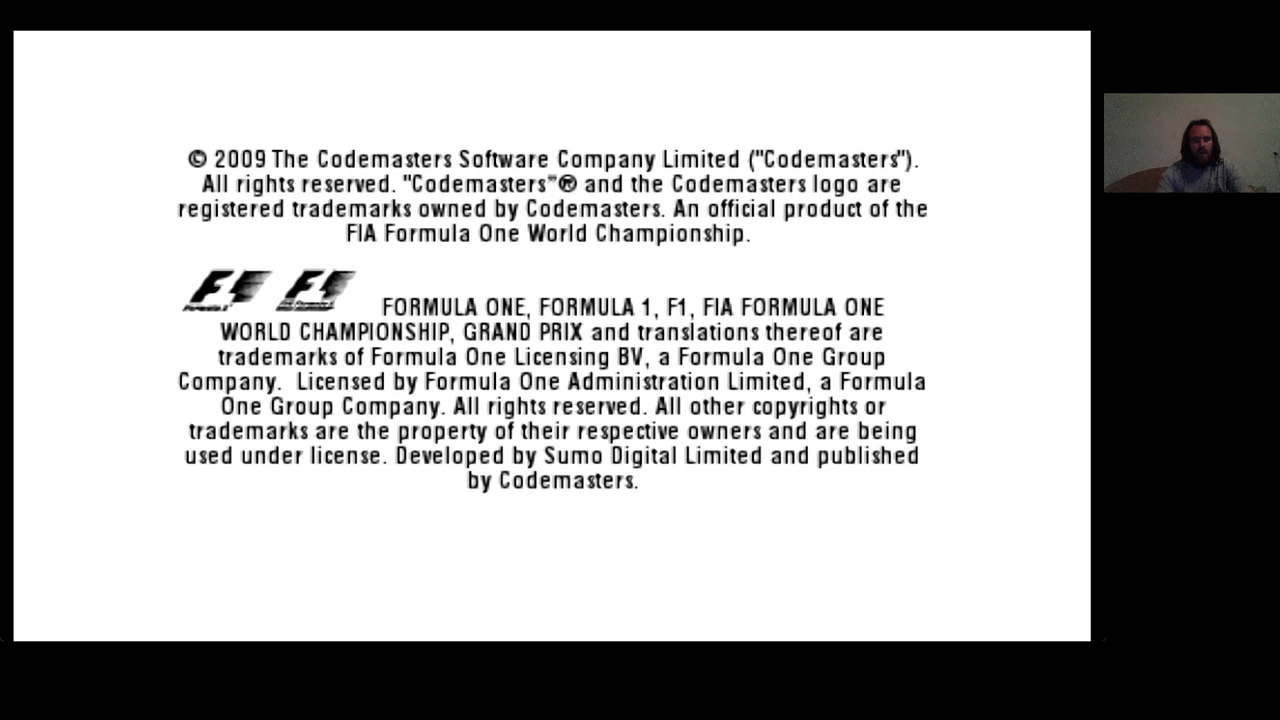 © 2009 The Codemasters Software Company Limited ("Codemasters").
All rights reserved. "Codemasters"® and the Codemasters logo are
registered trademarks owned by Codemasters. An official product of the
FIA Formula One World Championship.
F1 F1 FORMULA ONE, FORMULA 1, F1, FIA FORMULA ONE
WORLD CHAMPIONSHIP, GRAND PRIX and translations thereof are
trademarks of Formula One Licensing BV, a Formula One Group
Company. Licensed by Formula One Administration Limited, a Formula
One Group Company. All rights reserved. All other copyrights or
trademarks are the property of their respective owners and are being
used under license. Developed by Sumo Digital Limited and published
by Codemasters.